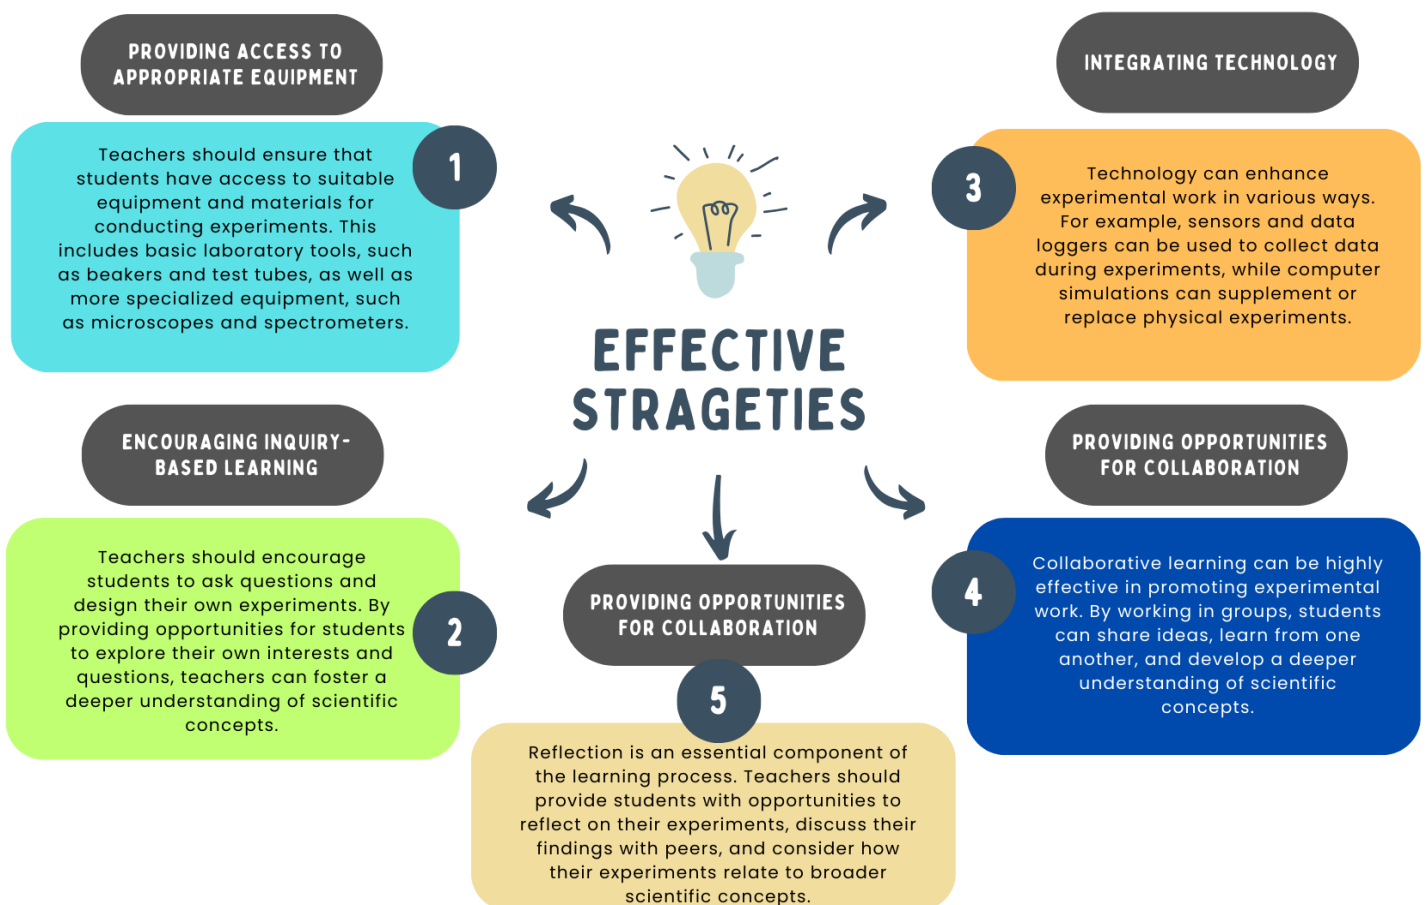 PROVIDING ACCESS TO
APPROPRIATE EQUIPMENT
1
Teachers should ensure that
students have access to suitable
equipment and materials for
conducting experiments. This
includes basic laboratory tools, such
as beakers and test tubes, as well as
more specialized equipment, such
as microscopes and spectrometers.
EFFECTIVE
STRAGETIES
ENCOURAGING INQUIRY-
BASED LEARNING
2
Teachers should encourage
students to ask questions and
design their own experiments. By
providing opportunities for students
to explore their own interests and
questions, teachers can foster a
deeper understanding of scientific
concepts.
INTEGRATING TECHNOLOGY
3
Technology can enhance
experimental work in various ways.
For example, sensors and data
loggers can be used to collect data
during experiments, while computer
simulations can supplement or
replace physical experiments.
PROVIDING OPPORTUNITIES
FOR COLLABORATION
4
Collaborative learning can be highly
effective in promoting experimental
work. By working in groups, students
can share ideas, learn from one
another, and develop a deeper
understanding of scientific
concepts.
PROVIDING OPPORTUNITIES
FOR COLLABORATION
5
Reflection is an essential component of
the learning process. Teachers should
provide students with opportunities to
reflect on their experiments, discuss their
findings with peers, and consider how
their experiments relate to broader
scientific concepts.